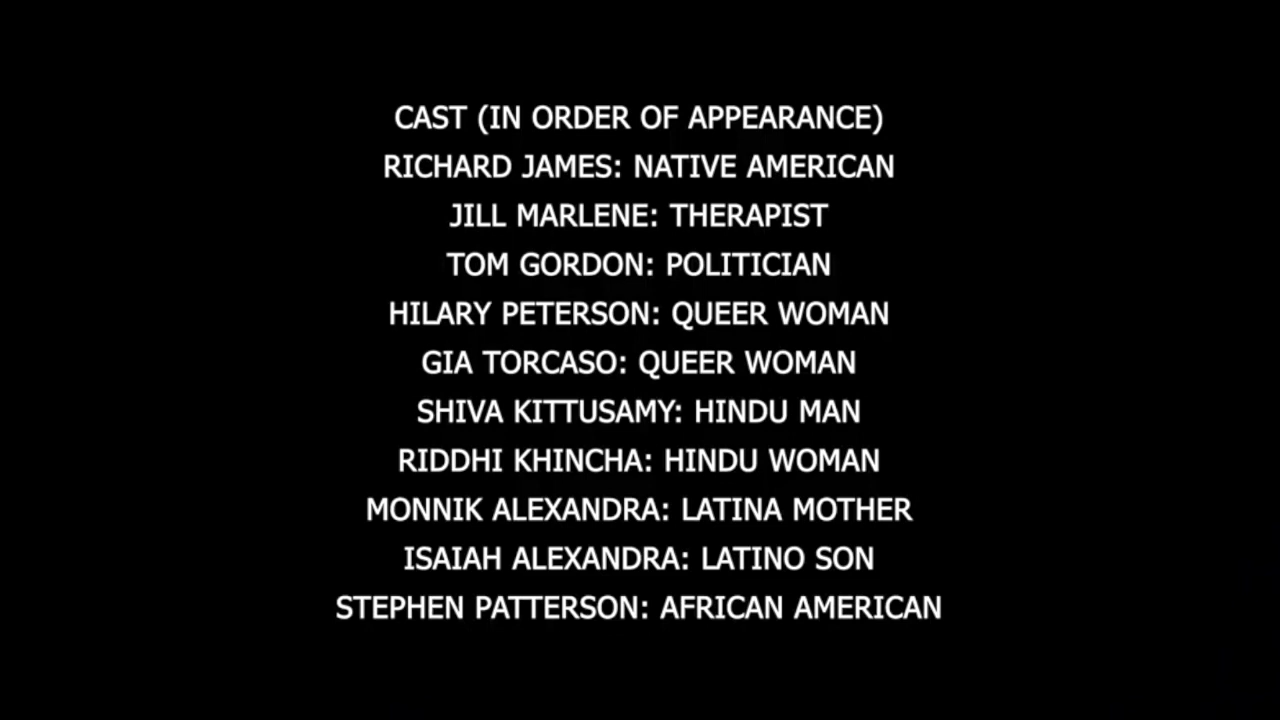 CAST (IN ORDER OF APPEARANCE)
RICHARD JAMES: NATIVE AMERICAN
JILL MARLENE: THERAPIST
TOM GORDON: POLITICIAN
HILARY PETERSON: QUEER WOMAN
GIA TORCASO: QUEER WOMAN
SHIVA KITTUSAMY: HINDU MAN
RIDDHI KHINCHA: HINDU WOMAN
MONNIK ALEXANDRA: LATINA MOTHER
ISAIAH ALEXANDRA: LATINO SON
STEPHEN PATTERSON: AFRICAN AMERICAN